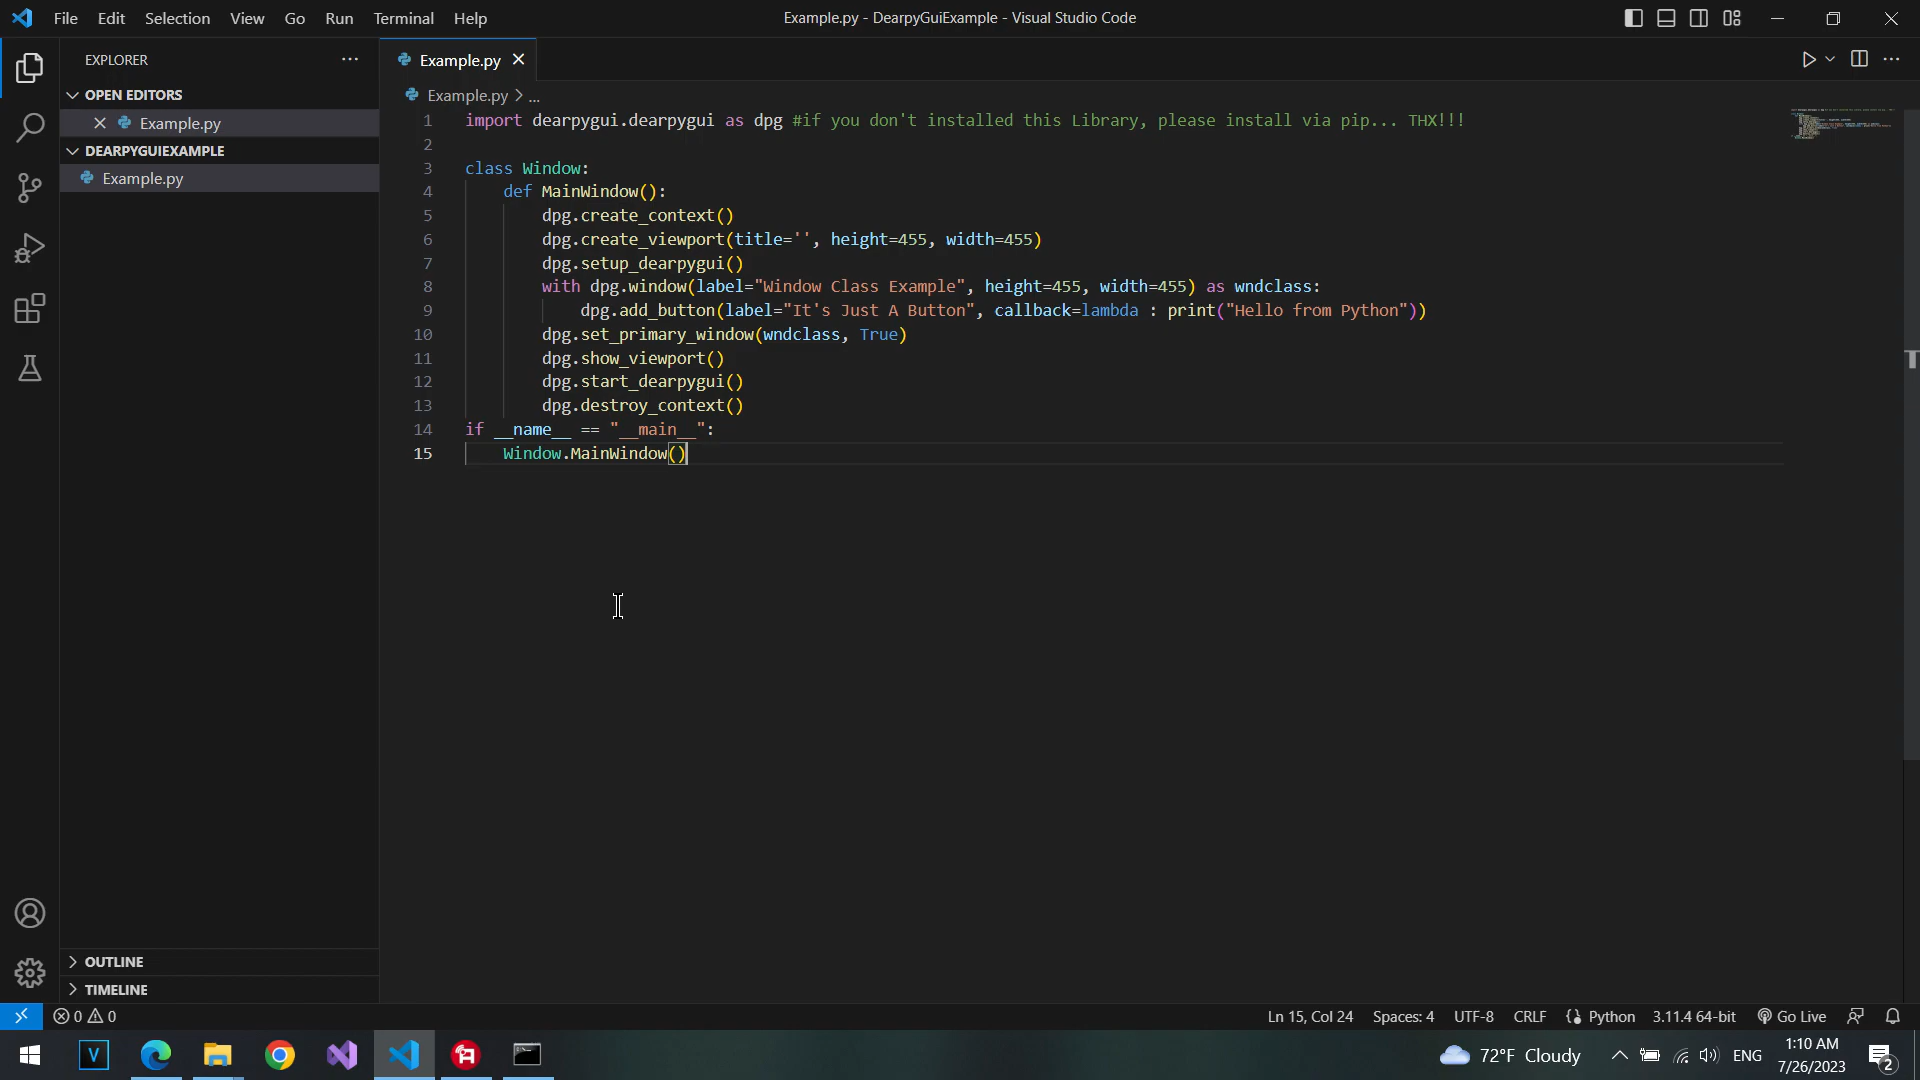 File Edit Selection View Go Run Terminal Help
Example.py - DearpyGuiExample - Visual Studio Code
EXPLORER
OPEN EDITORS
Example.py
DEARPYGUIEXAMPLE
Example.py
OUTLINE
TIMELINE
Example.py
Example.py > ...
1 import dearpygui.dearpygui as dpg #if you don't installed this Library, please install via pip... THX!!!
2
3 class Window:
4     def MainWindow():
5         dpg.create_context()
6         dpg.create_viewport(title='', height=455, width=455)
7         dpg.setup_dearpygui()
8         with dpg.window(label="Window Class Example", height=455, width=455) as wndclass:
9             dpg.add_button(label="It's Just A Button", callback=lambda : print("Hello from Python"))
10         dpg.set_primary_window(wndclass, True)
11         dpg.show_viewport()
12         dpg.start_dearpygui()
13         dpg.destroy_context()
14 if __name__ == "__main__":
15     Window.MainWindow()
0 0
Ln 15, Col 24 Spaces: 4 UTF-8 CRLF Python 3.11.4 64-bit Go Live
72°F Cloudy ENG
1:10 AM
7/26/2023
2